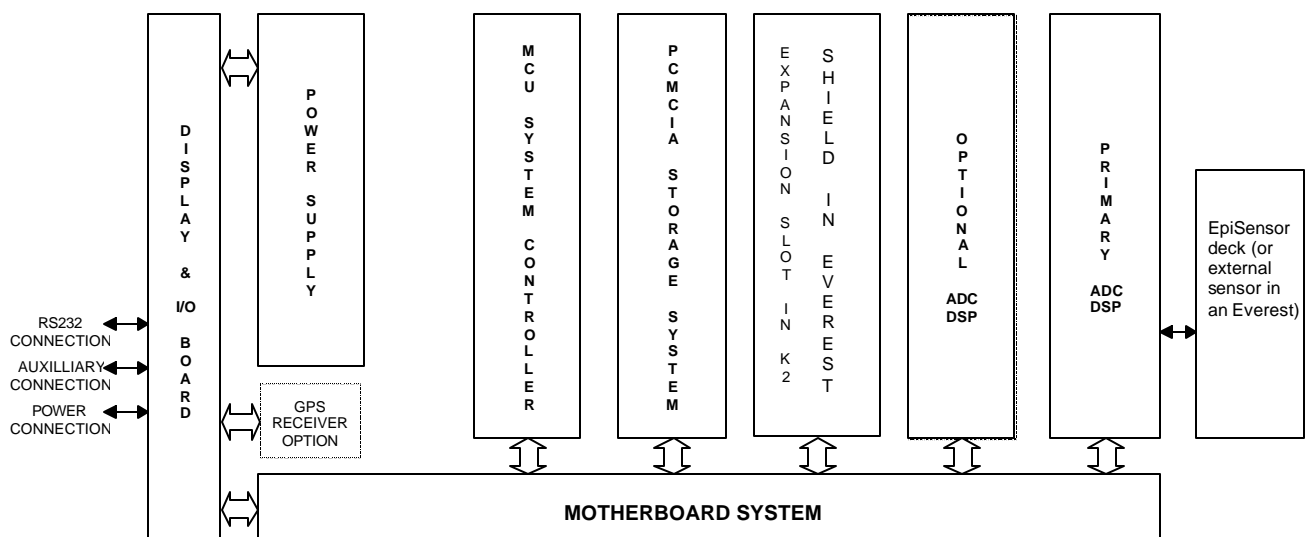 DISPLAY & I/O BOARD
POWER SUPPLY
MCU SYSTEM CONTROLLER
PCMCIA STORAGE SYSTEM
EXPANSION SLOT IN K2
SHIELD IN EVEREST
OPTIONAL
ADC
DSP
PRIMARY
ADC
DSP
EpiSensor
deck (or
external
sensor in
an Everest)
RS232
CONNECTION
AUXILLIARY
CONNECTION
POWER
CONNECTION
GPS
RECEIVER
OPTION
MOTHERBOARD SYSTEM